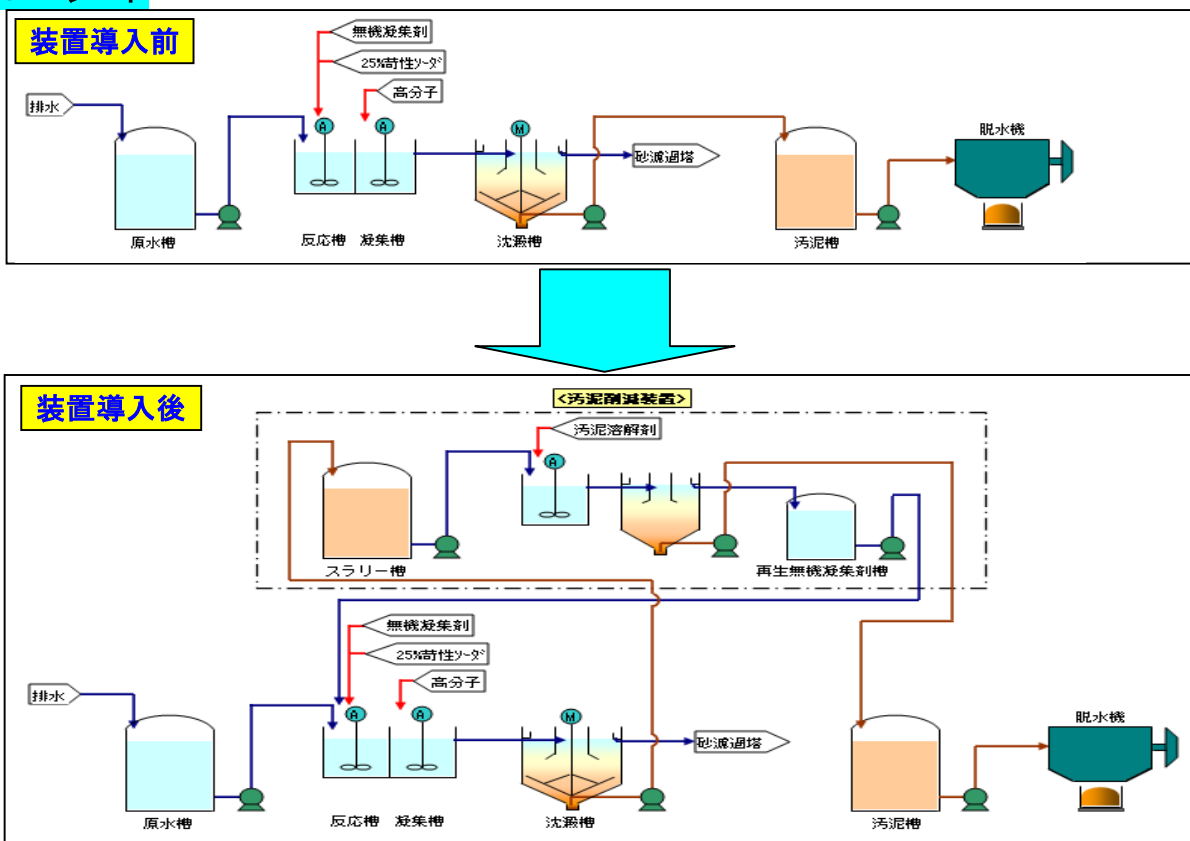 装置導入前
無機凝集剤
25%苛性ソーダ
高分子
排水
A
A
M
砂濾過塔
脱水機
原水槽
反応槽
凝集槽
沈澱槽
汚泥槽
装置導入後
<汚泥削減装置>
汚泥溶解剤
A
スラリー槽
再生無機凝集剤槽
無機凝集剤
25%苛性ソーダ
高分子
排水
A
A
M
砂濾過塔
脱水機
原水槽
反応槽
凝集槽
沈澱槽
汚泥槽